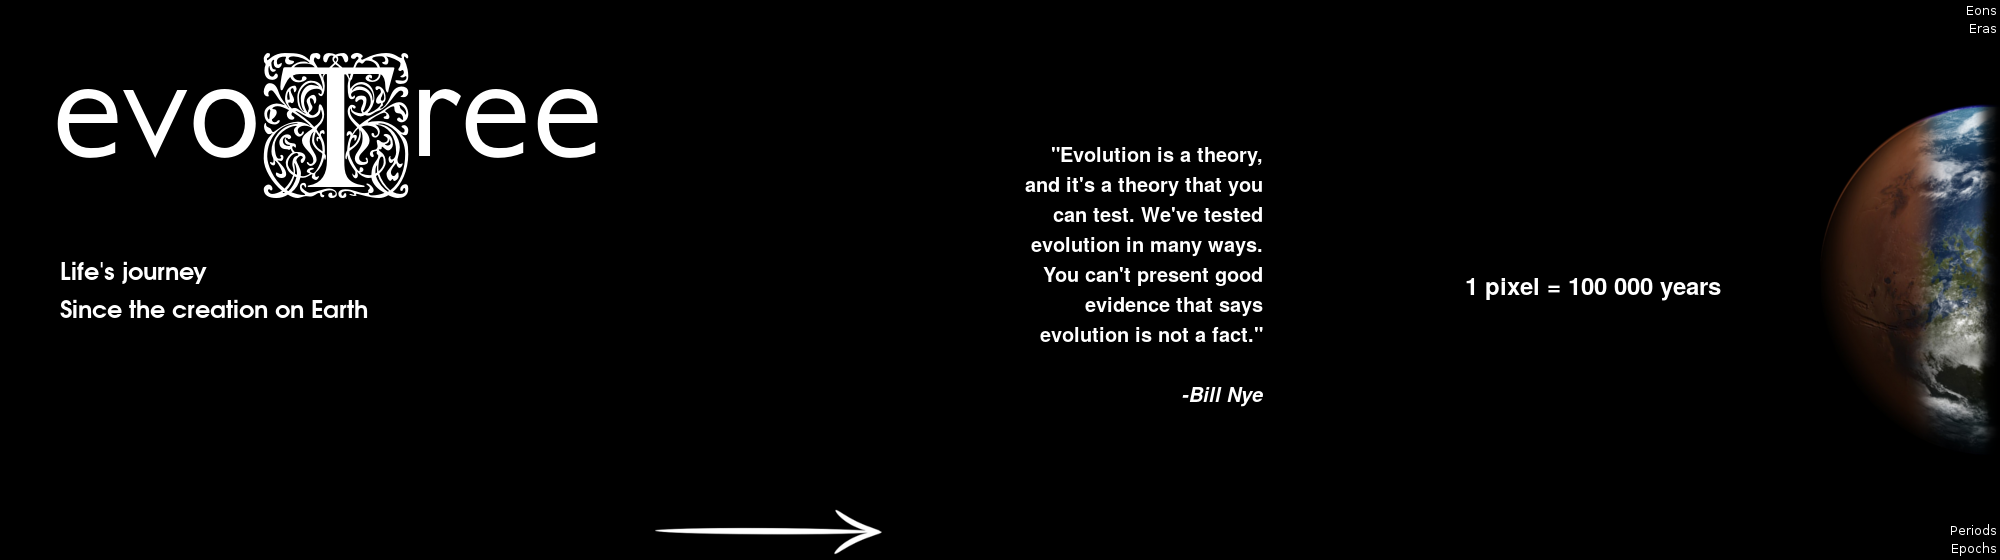 evoTree
Life's journey
Since the creation on Earth
"Evolution is a theory,
and it's a theory that you
can test. We've tested
evolution in many ways.
You can't present good
evidence that says
evolution is not a fact."
-Bill Nye
1 pixel = 100 000 years
Eons
Eras
Periods
Epochs